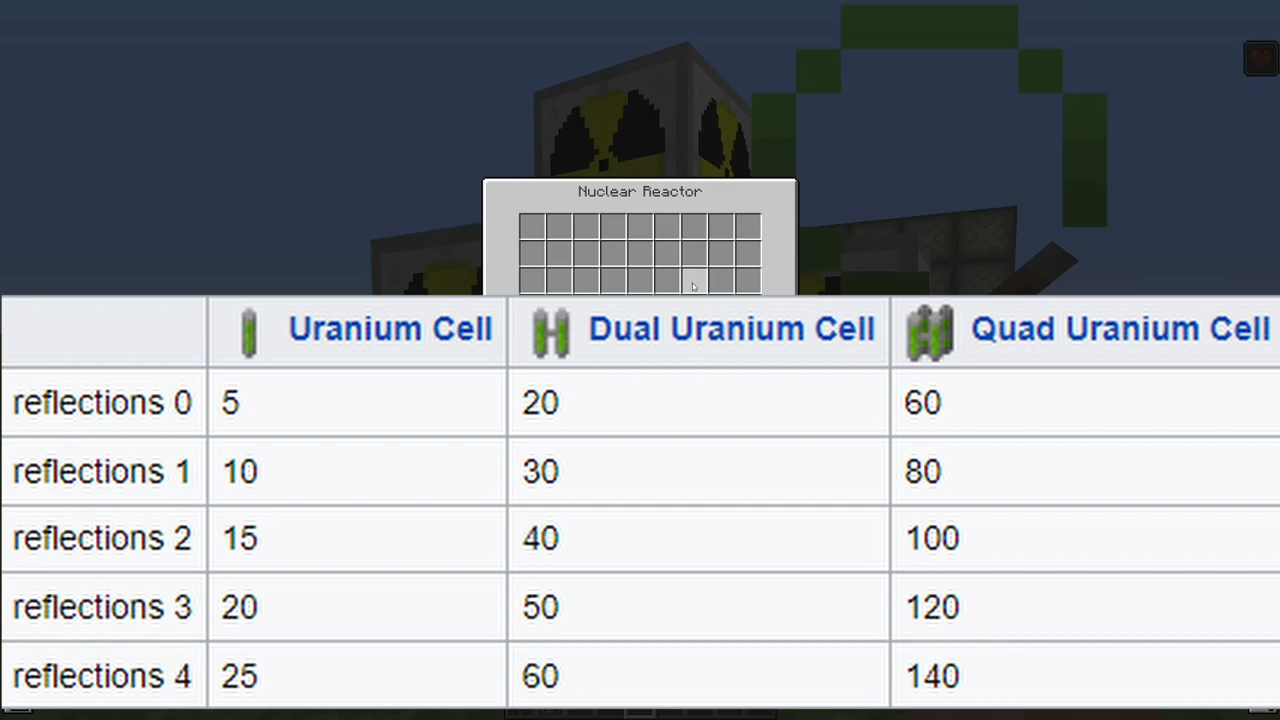 Nuclear Reactor
Uranium Cell Dual Uranium Cell Quad Uranium Cell
reflections 0 5 20 60
reflections 1 10 30 80
reflections 2 15 40 100
reflections 3 20 50 120
reflections 4 25 60 140